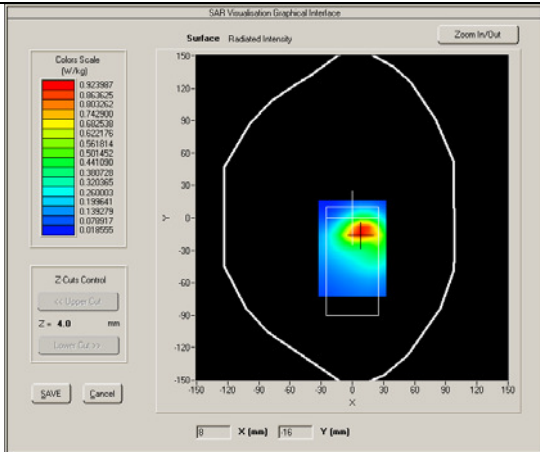 SAR Visualisation Graphical Interface
Surface Radiated Intensity
Zoom In/Out
Colors Scale
(W/kg)
0.923987
0.863625
0.803262
0.742900
0.682538
0.622176
0.561814
0.501452
0.441090
0.380728
0.320365
0.260003
0.199641
0.139279
0.078917
0.018555
150
120
90
60
30
0
-30
-60
-90
-120
-150
Y
-150 -120 -90 -60 -30 0 30 60 90 120 150
X
Z-Cuts Control
<< Upper Cut
Z = 4.0 mm
Lower Cut >>
SAVE Cancel
8 X (mm) -16 Y (mm)